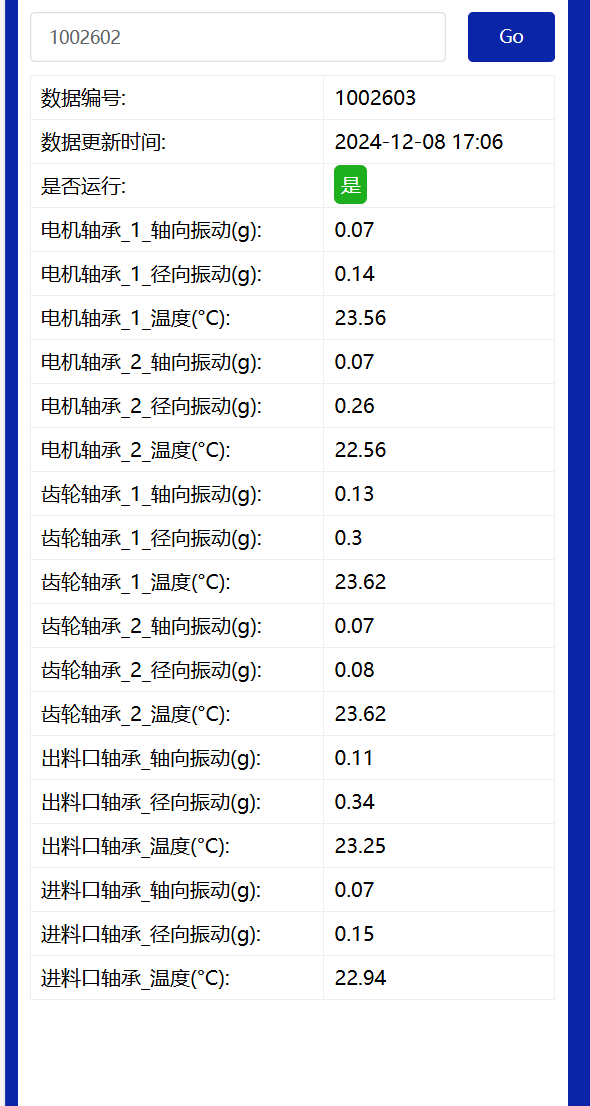 1002602 Go
数据编号: 1002603
数据更新时间: 2024-12-08 17:06
是否运行: 是
电机轴承_1_轴向振动(g): 0.07
电机轴承_1_径向振动(g): 0.14
电机轴承_1_温度(°C): 23.56
电机轴承_2_轴向振动(g): 0.07
电机轴承_2_径向振动(g): 0.26
电机轴承_2_温度(°C): 22.56
齿轮轴承_1_轴向振动(g): 0.13
齿轮轴承_1_径向振动(g): 0.3
齿轮轴承_1_温度(°C): 23.62
齿轮轴承_2_轴向振动(g): 0.07
齿轮轴承_2_径向振动(g): 0.08
齿轮轴承_2_温度(°C): 23.62
出料口轴承_轴向振动(g): 0.11
出料口轴承_径向振动(g): 0.34
出料口轴承_温度(°C): 23.25
进料口轴承_轴向振动(g): 0.07
进料口轴承_径向振动(g): 0.15
进料口轴承_温度(°C): 22.94